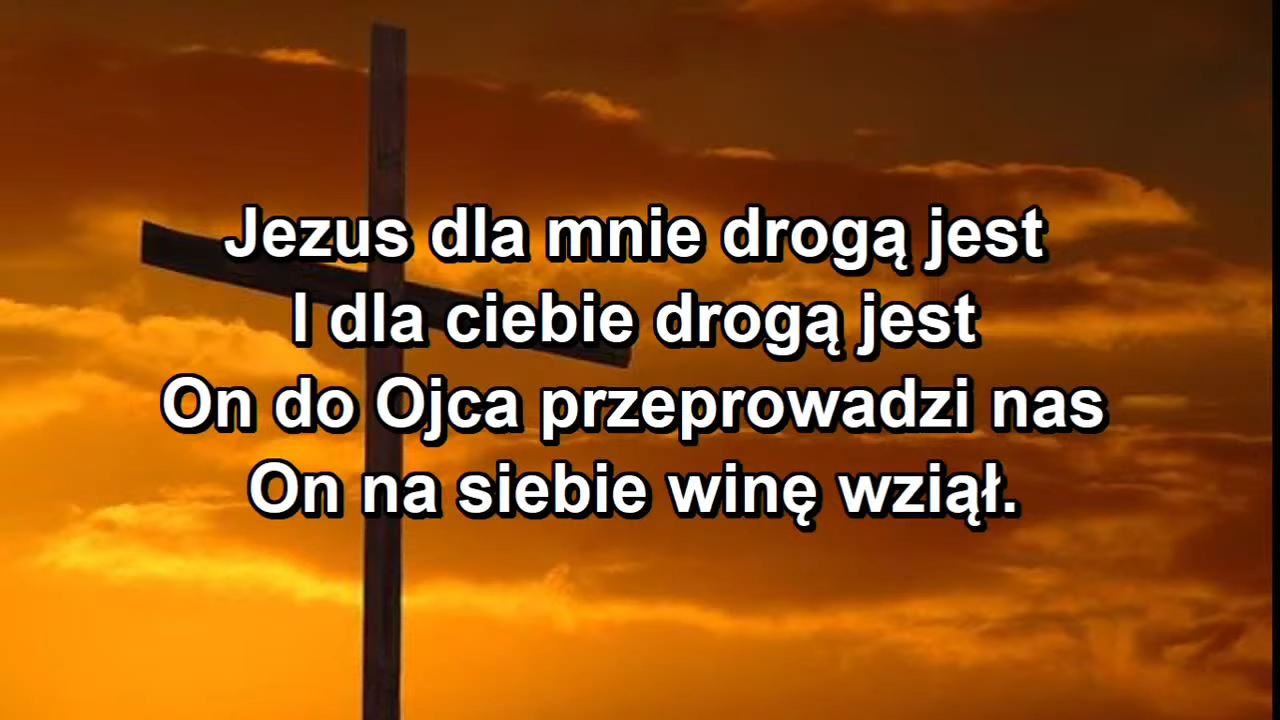 Jezus dla mnie drogą jest
I dla ciebie drogą jest
On do Ojca przeprowadzi nas
On na siebie winę wziął.